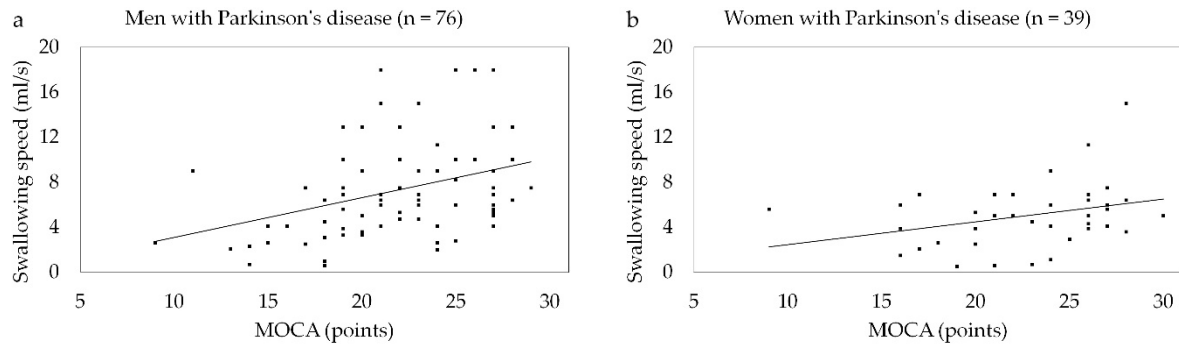 a
Men with Parkinson's disease (n = 76)
Swallowing speed (ml/s)
20
16
12
8
4
0
5 10 15 20 25 30
MOCA (points)
b
Women with Parkinson's disease (n = 39)
Swallowing speed (ml/s)
20
16
12
8
4
0
5 10 15 20 25 30
MOCA (points)